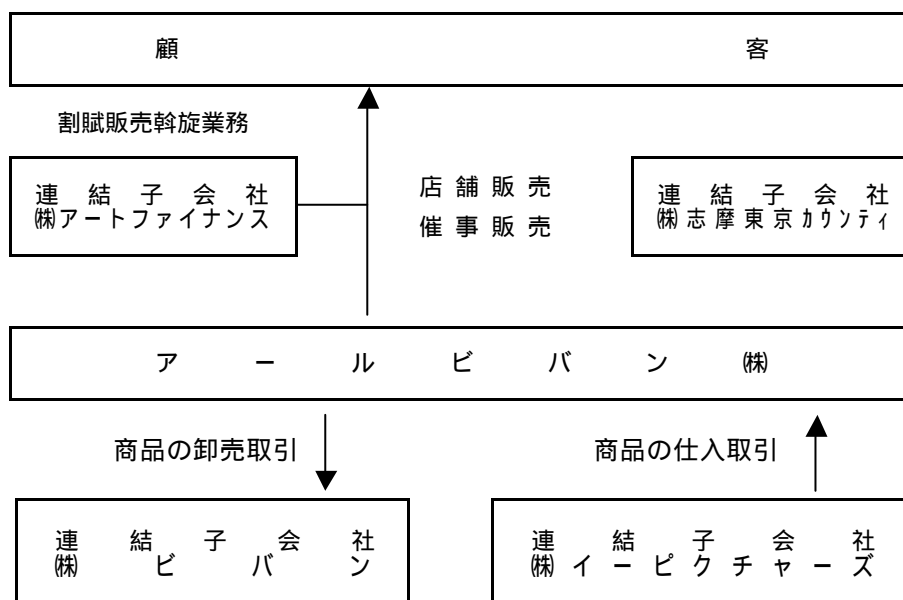 顧客
割賦販売斡旋業務
連結子会社
㈱アートファイナンス
店舗販売
催事販売
連結子会社
㈱志摩東京ｶｳﾝﾃｨ
アールビバン㈱
商品の卸売取引
商品の仕入取引
連結子会社
㈱ビバン
連結子会社
㈱イーピクチャーズ